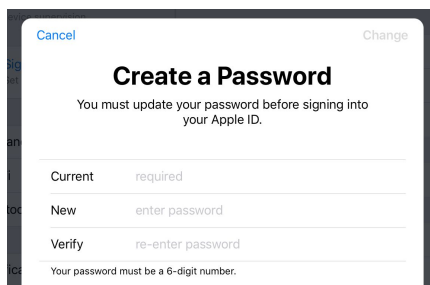 Cancel
Change
Create a Password
You must update your password before signing into
your Apple ID.
Current required
New enter password
Verify re-enter password
Your password must be a 6-digit number.